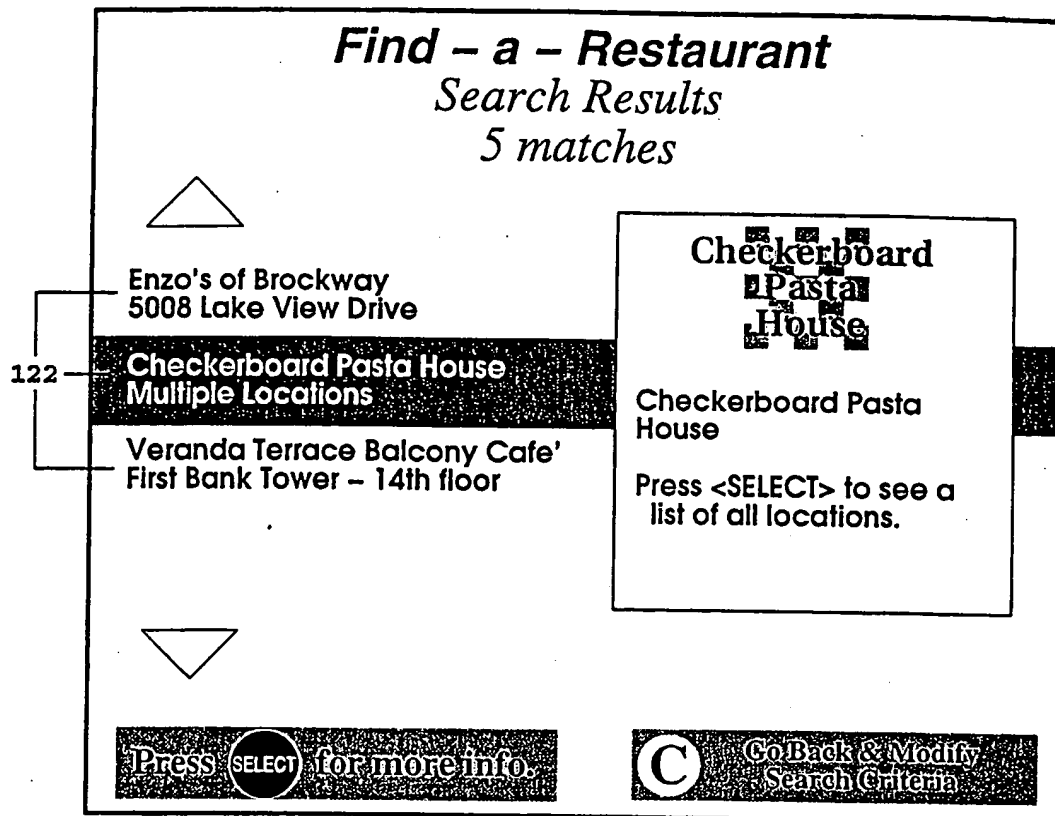 Find – a – Restaurant
Search Results
5 matches
Enzo's of Brockway
5008 Lake View Drive
122
Checkerboard Pasta House
Multiple Locations
Veranda Terrace Balcony Cafe'
First Bank Tower – 14th floor
Checkerboard
Pasta
House
Checkerboard Pasta
House
Press <SELECT> to see a
list of all locations.
Press SELECT for more info.
C Go Back & Modify
Search Criteria